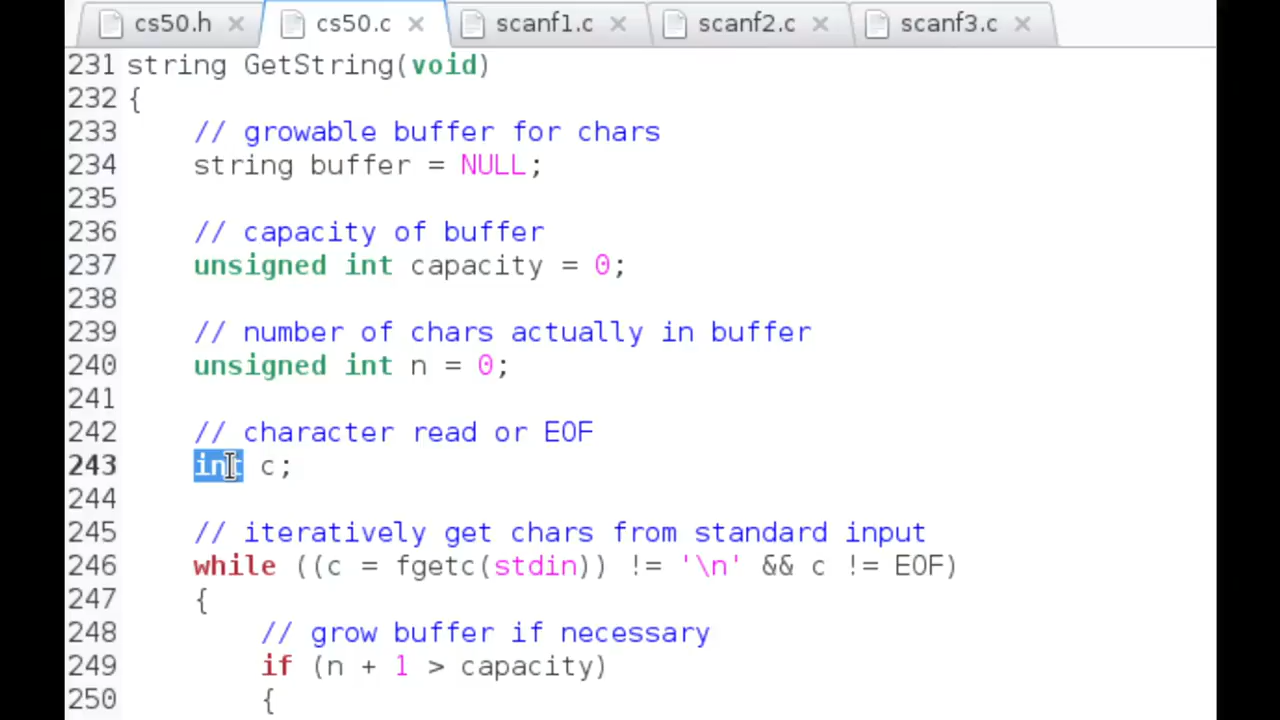 cs50.h cs50.c scanf1.c scanf2.c scanf3.c
231 string GetString(void)
232 {
233 // growable buffer for chars
234 string buffer = NULL;
235
236 // capacity of buffer
237 unsigned int capacity = 0;
238
239 // number of chars actually in buffer
240 unsigned int n = 0;
241
242 // character read or EOF
243 int c;
244
245 // iteratively get chars from standard input
246 while ((c = fgetc(stdin)) != '\n' && c != EOF)
247 {
248 // grow buffer if necessary
249 if (n + 1 > capacity)
250 {